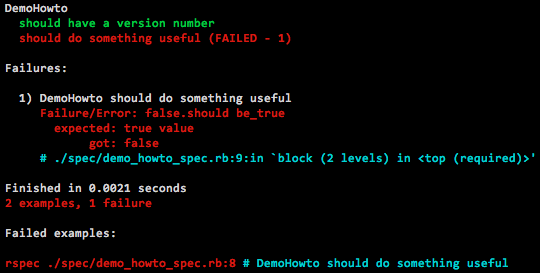 DemoHowto
  should have a version number
  should do something useful (FAILED - 1)

Failures:

  1) DemoHowto should do something useful
     Failure/Error: false.should be_true
       expected: true value
            got: false
     # ./spec/demo_howto_spec.rb:9:in `block (2 levels) in <top (required)>'

Finished in 0.0021 seconds
2 examples, 1 failure

Failed examples:

rspec ./spec/demo_howto_spec.rb:8 # DemoHowto should do something useful